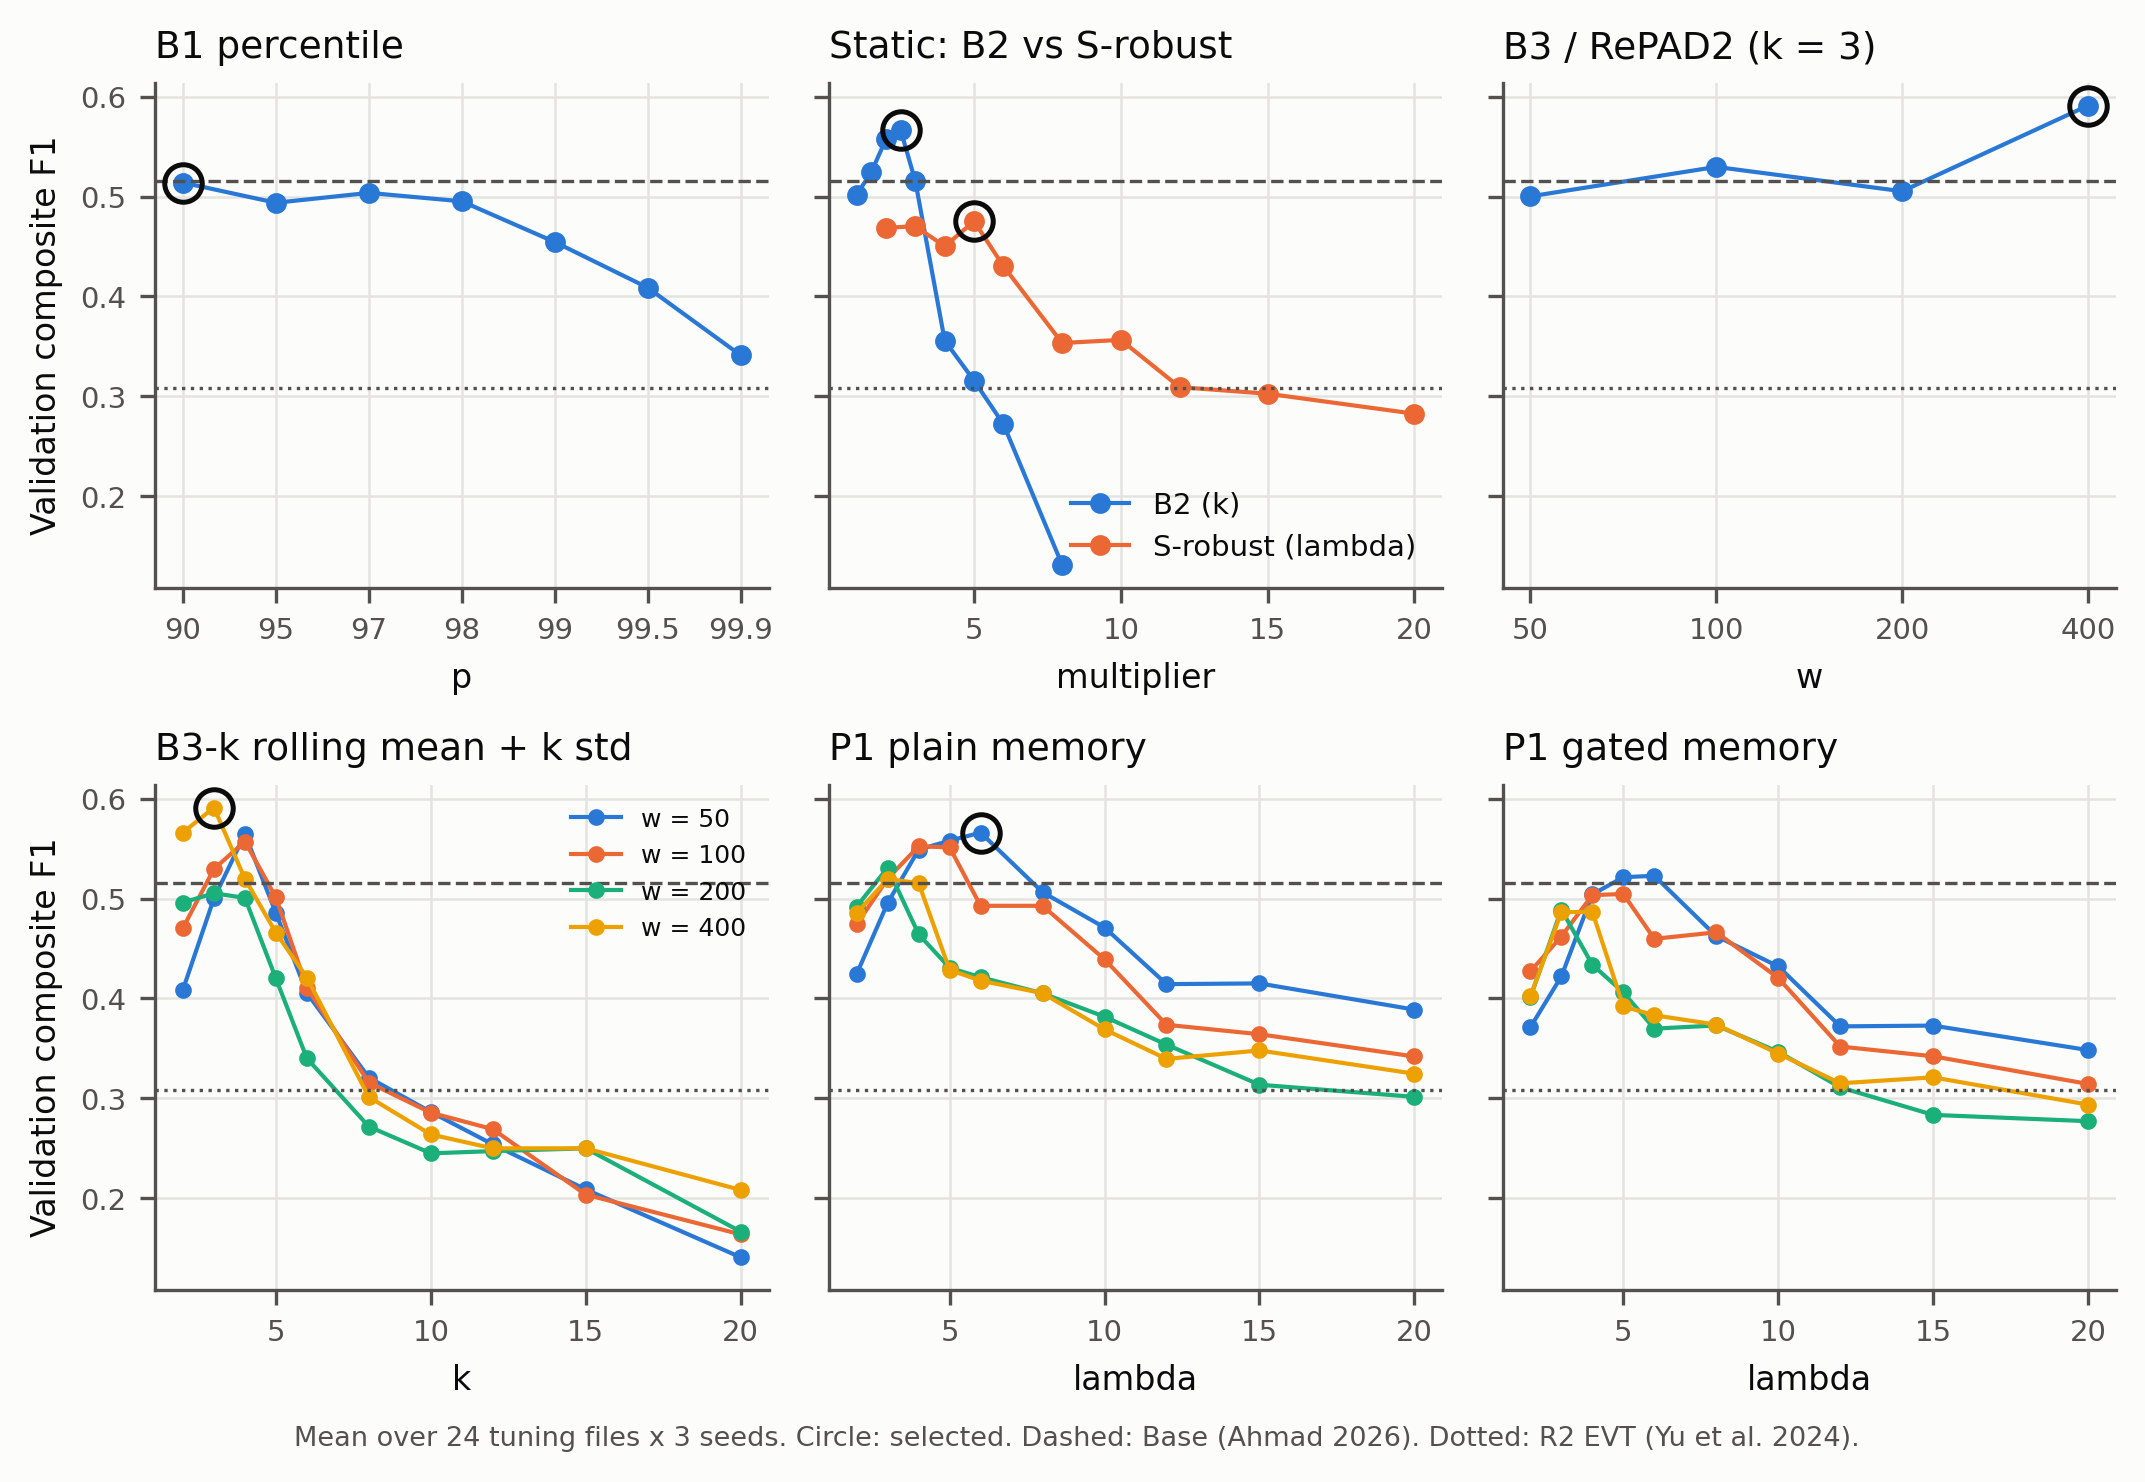 B1 percentile
Static: B2 vs S-robust
B3 / RePAD2 (k = 3)
Validation composite F1
0.6
0.5
0.4
0.3
0.2
90 95 97 98 99 99.5 99.9
p
B2 (k)
S-robust (lambda)
5 10 15 20
multiplier
50 100 200 400
w
B3-k rolling mean + k std
P1 plain memory
P1 gated memory
Validation composite F1
0.6
0.5
0.4
0.3
0.2
w = 50
w = 100
w = 200
w = 400
5 10 15 20
k
5 10 15 20
lambda
5 10 15 20
lambda
Mean over 24 tuning files x 3 seeds. Circle: selected. Dashed: Base (Ahmad 2026). Dotted: R2 EVT (Yu et al. 2024).